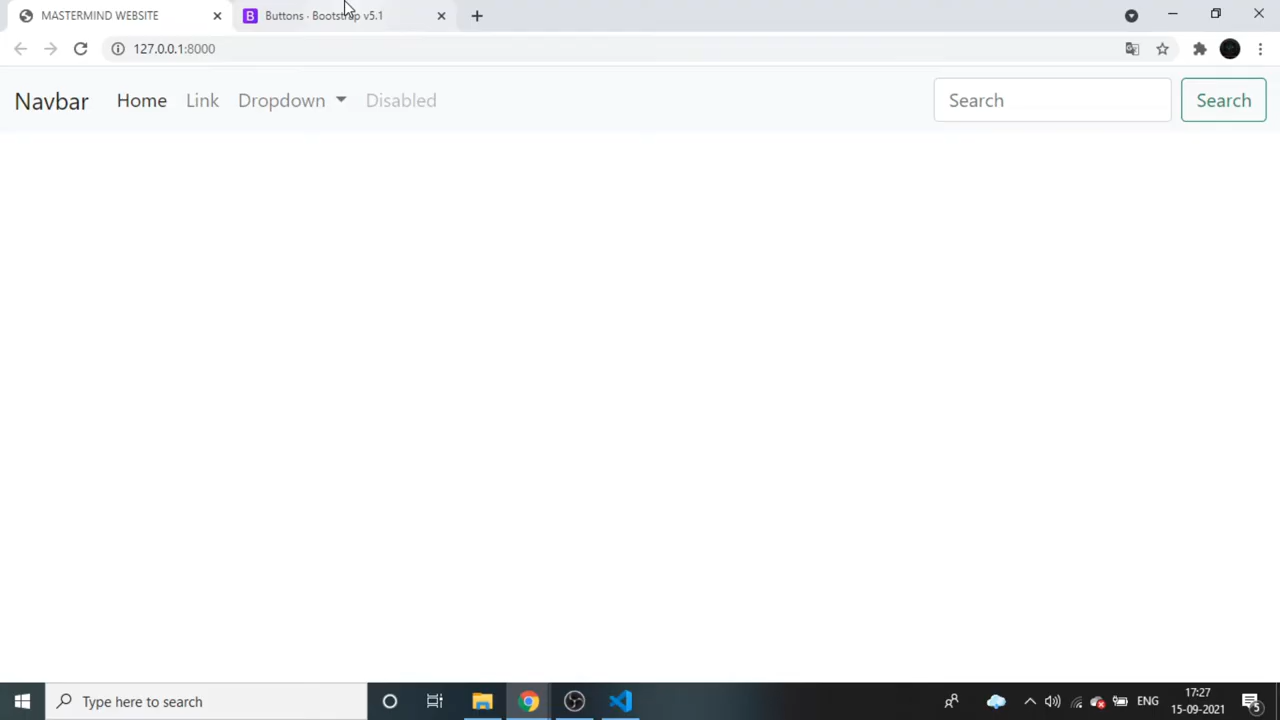 MASTERMIND WEBSITE
B Buttons · Bootstrap v5.1
127.0.0.1:8000
Navbar Home Link Dropdown Disabled Search Search
Type here to search
ENG
17:27
15-09-2021
5